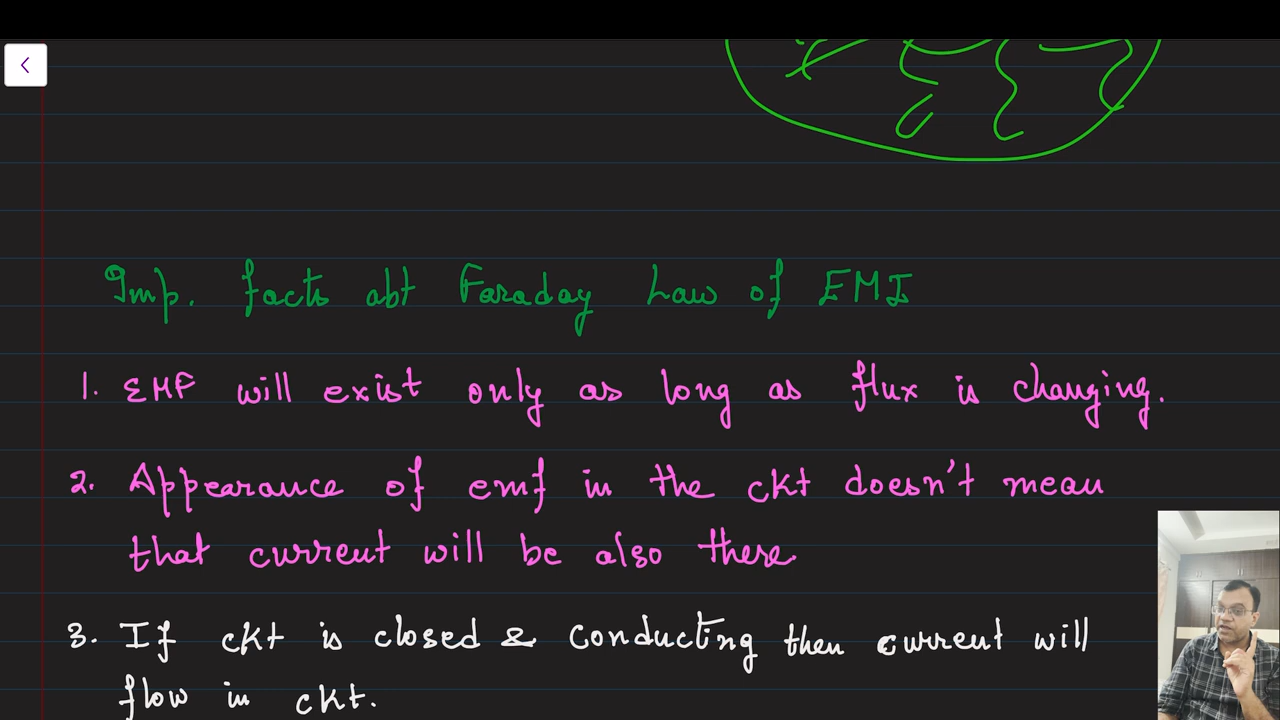 Imp. facts abt Faraday Law of EMI
1. EMF will exist only as long as flux is changing.
2. Appearance of emf in the ckt doesn't mean
that current will be also there.
3. If ckt is closed & conducting then current will
flow in ckt.